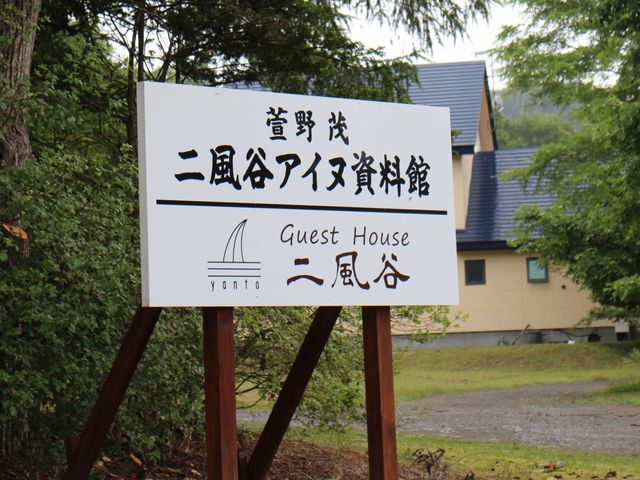 萱野 茂
二風谷アイヌ資料館
Guest House
二風谷
yanto